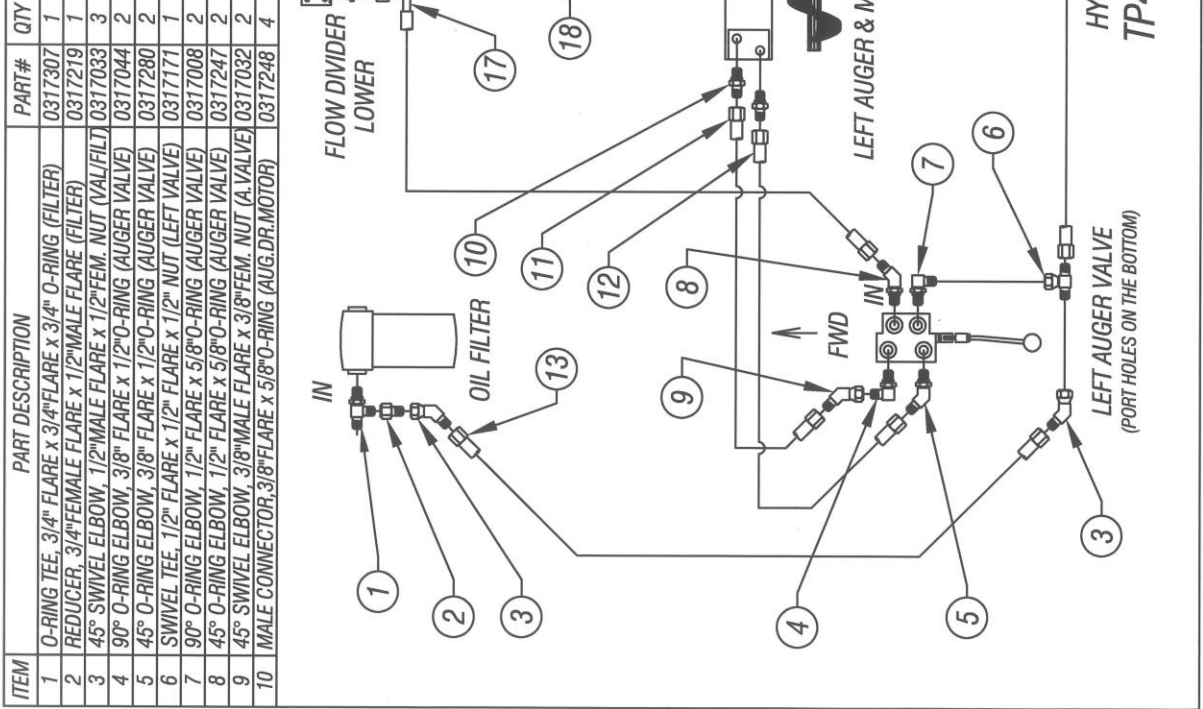 ITEM PART DESCRIPTION PART# QTY
1 O-RING TEE, 3/4" FLARE x 3/4"FLARE x 3/4" O-RING (FILTER) 0317307 1
2 REDUCER, 3/4"FEMALE FLARE x 1/2"MALE FLARE (FILTER) 0317219 1
3 45° SWIVEL ELBOW, 1/2"MALE FLARE x 1/2"FEM. NUT (VAL/FILT) 0317033 3
4 90° O-RING ELBOW, 3/8" FLARE x 1/2"O-RING (AUGER VALVE) 0317044 2
5 45° O-RING ELBOW, 3/8" FLARE x 1/2"O-RING (AUGER VALVE) 0317280 2
6 SWIVEL TEE, 1/2" FLARE x 1/2" FLARE x 1/2" NUT (LEFT VALVE) 0317171 1
7 90° O-RING ELBOW, 1/2" FLARE x 5/8"O-RING (AUGER VALVE) 0317008 2
8 45° O-RING ELBOW, 1/2" FLARE x 5/8"O-RING (AUGER VALVE) 0317247 2
9 45° SWIVEL ELBOW, 3/8"MALE FLARE x 3/8"FEM. NUT (A.VALVE) 0317032 2
10 MALE CONNECTOR,3/8"FLARE x 5/8"O-RING (AUG.DR.MOTOR) 0317248 4
FLOW DIVIDER
LOWER
17
18
IN
OIL FILTER
1
2
3
13
10
11
12
8
9
IN
FWD
7
6
4
5
3
LEFT AUGER & M
LEFT AUGER VALVE
(PORT HOLES ON THE BOTTOM)
HY
TP4